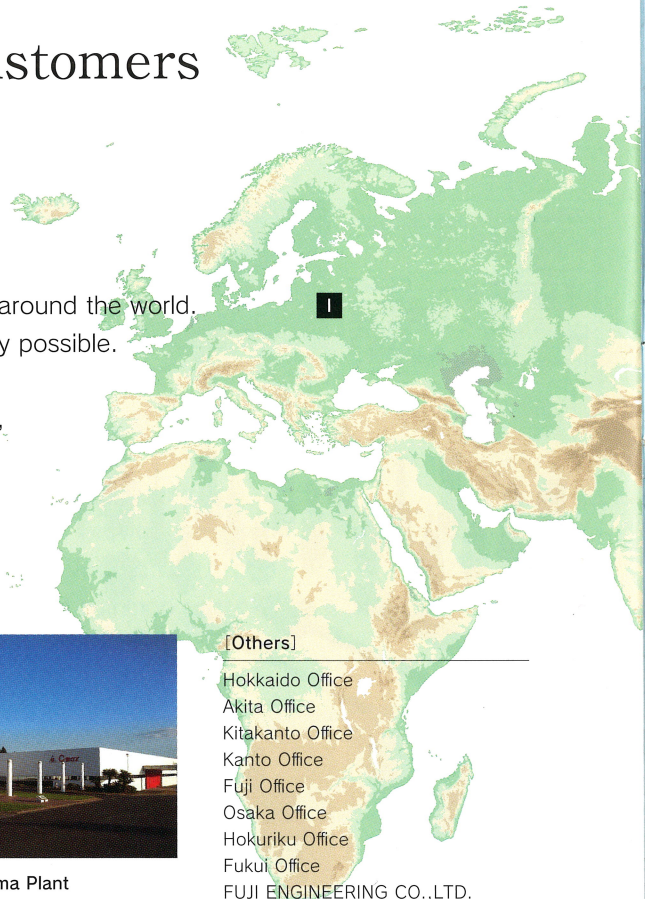 stomers
around the world.
y possible.
,
I
[Others]
Hokkaido Office
Akita Office
Kitakanto Office
Kanto Office
Fuji Office
Osaka Office
Hokuriku Office
Fukui Office
FUJI ENGINEERING CO.,LTD.
ma Plant